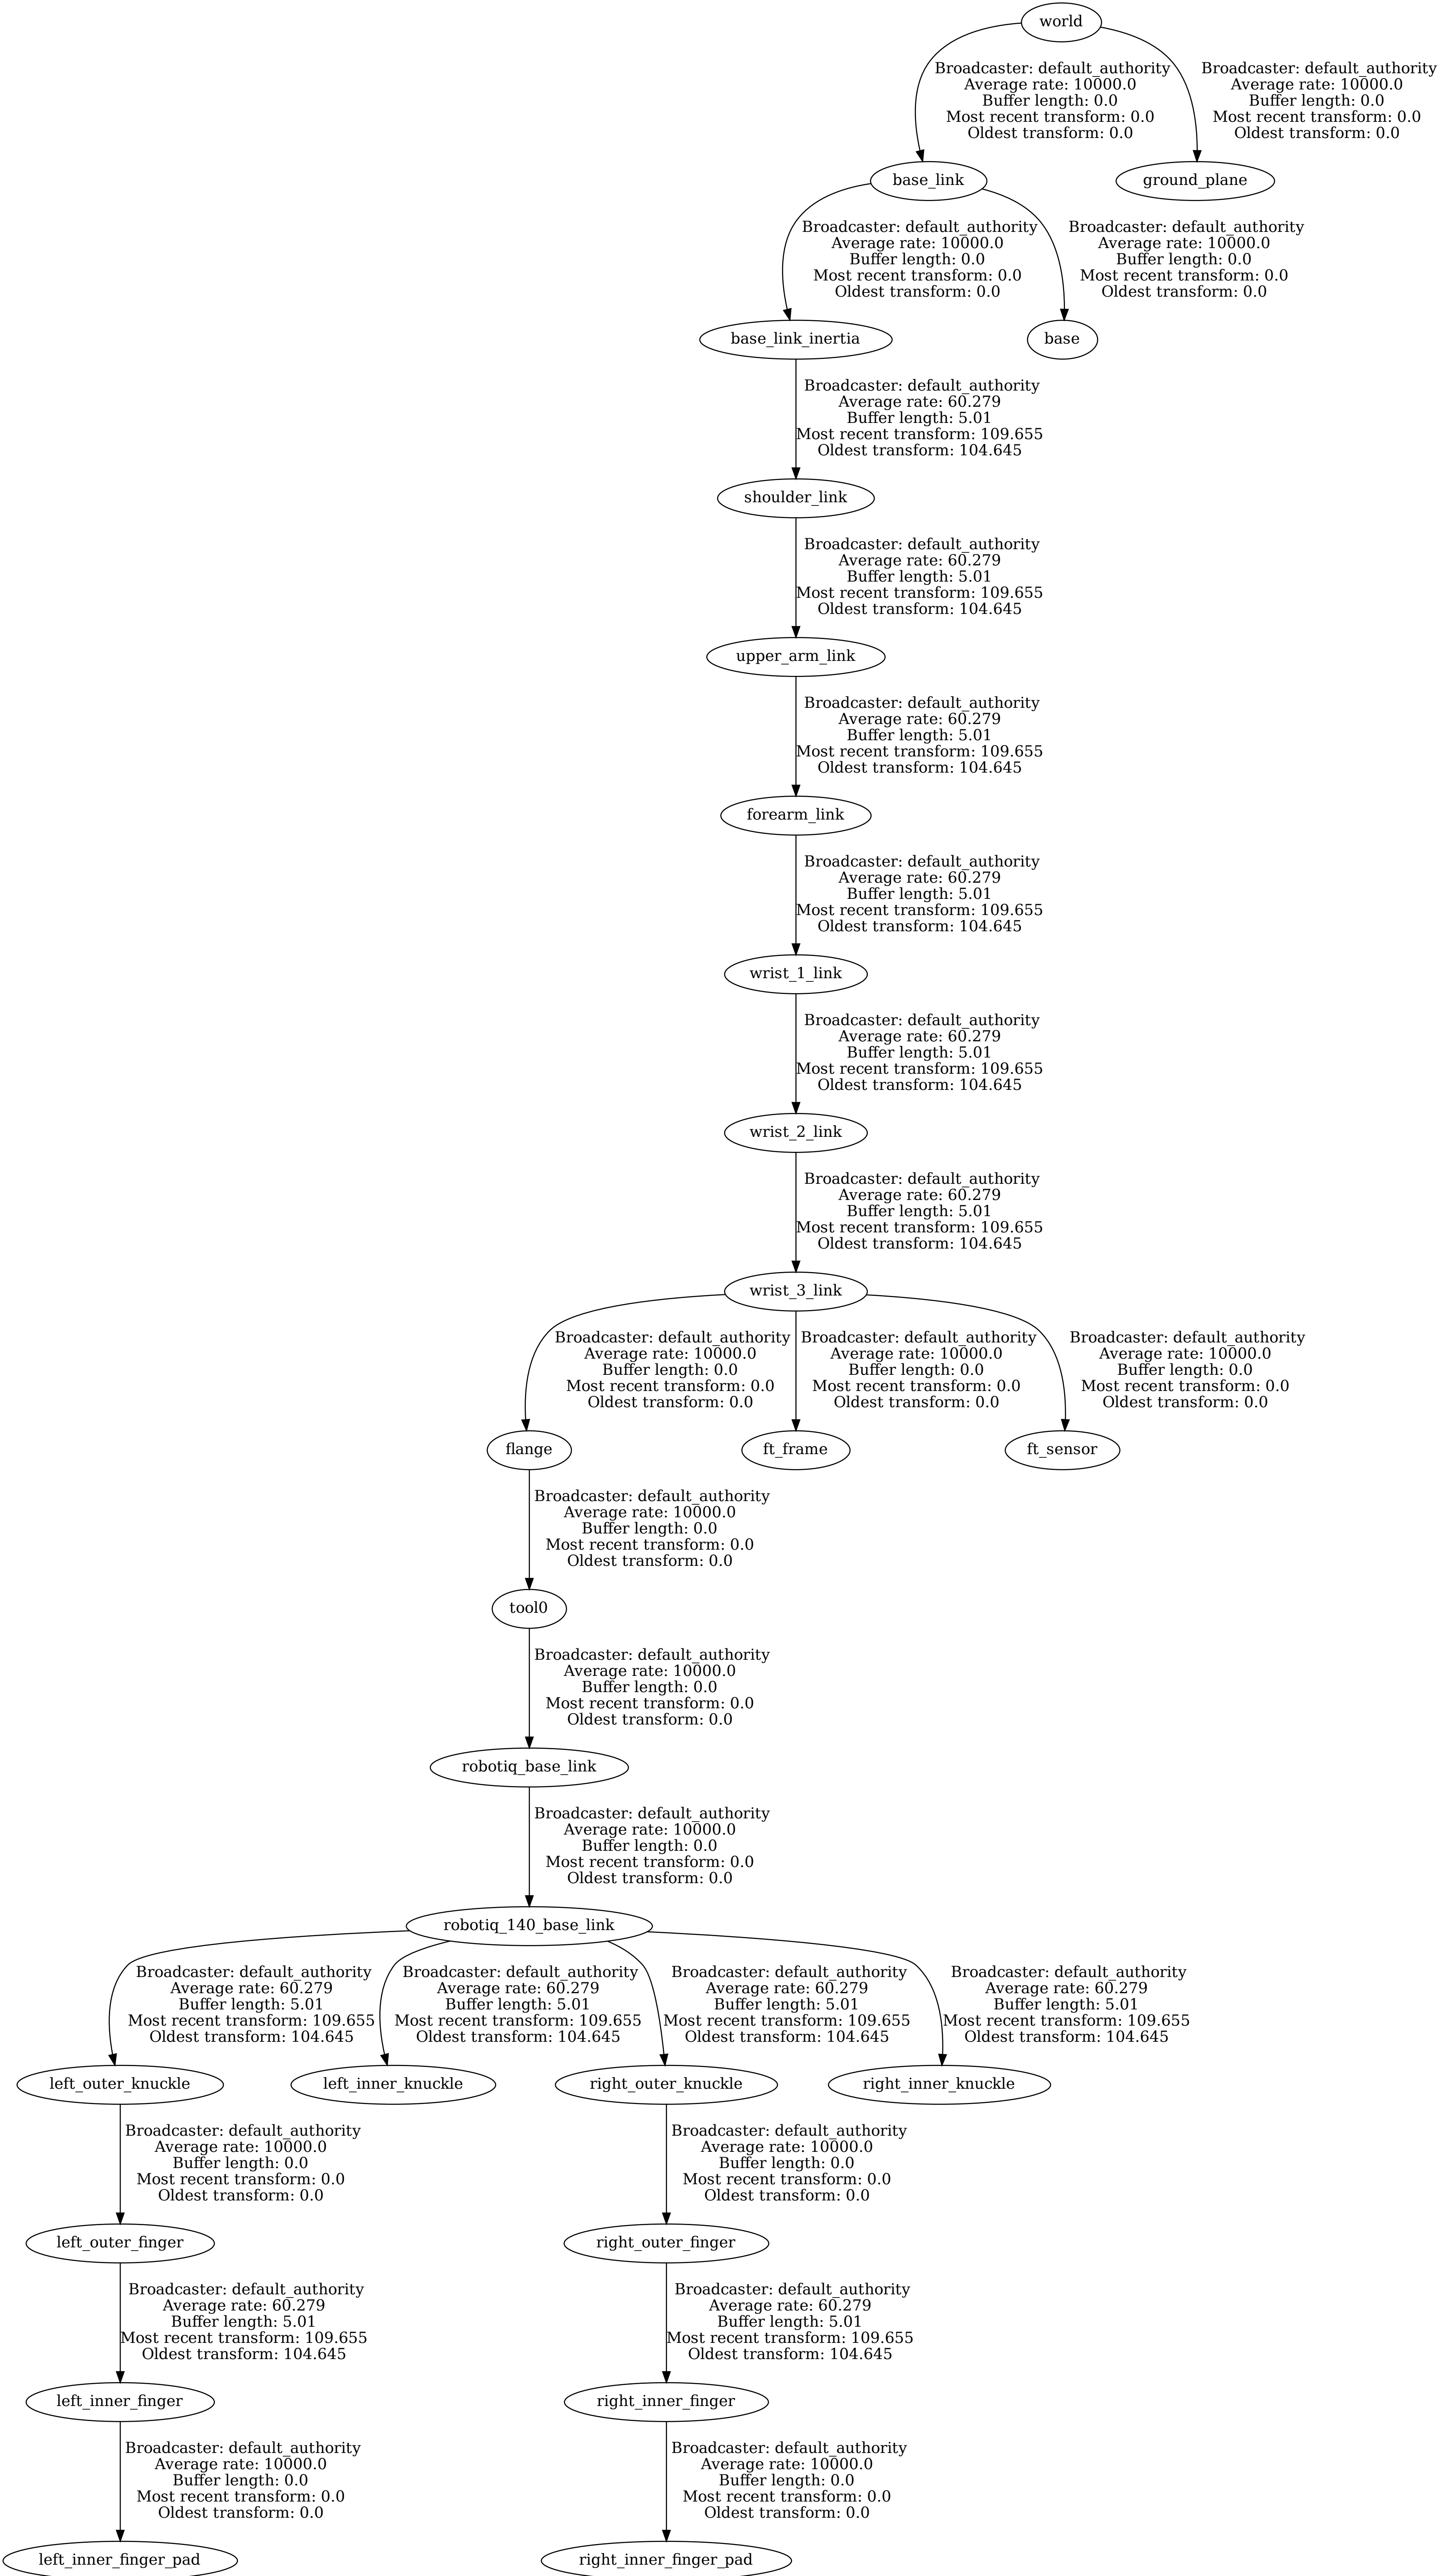 world
Broadcaster: default_authority
Average rate: 10000.0
Buffer length: 0.0
Most recent transform: 0.0
Oldest transform: 0.0
Broadcaster: default_authority
Average rate: 10000.0
Buffer length: 0.0
Most recent transform: 0.0
Oldest transform: 0.0
base_link
ground_plane
Broadcaster: default_authority
Average rate: 10000.0
Buffer length: 0.0
Most recent transform: 0.0
Oldest transform: 0.0
Broadcaster: default_authority
Average rate: 10000.0
Buffer length: 0.0
Most recent transform: 0.0
Oldest transform: 0.0
base_link_inertia
base
Broadcaster: default_authority
Average rate: 60.279
Buffer length: 5.01
Most recent transform: 109.655
Oldest transform: 104.645
shoulder_link
Broadcaster: default_authority
Average rate: 60.279
Buffer length: 5.01
Most recent transform: 109.655
Oldest transform: 104.645
upper_arm_link
Broadcaster: default_authority
Average rate: 60.279
Buffer length: 5.01
Most recent transform: 109.655
Oldest transform: 104.645
forearm_link
Broadcaster: default_authority
Average rate: 60.279
Buffer length: 5.01
Most recent transform: 109.655
Oldest transform: 104.645
wrist_1_link
Broadcaster: default_authority
Average rate: 60.279
Buffer length: 5.01
Most recent transform: 109.655
Oldest transform: 104.645
wrist_2_link
Broadcaster: default_authority
Average rate: 60.279
Buffer length: 5.01
Most recent transform: 109.655
Oldest transform: 104.645
wrist_3_link
Broadcaster: default_authority
Average rate: 10000.0
Buffer length: 0.0
Most recent transform: 0.0
Oldest transform: 0.0
Broadcaster: default_authority
Average rate: 10000.0
Buffer length: 0.0
Most recent transform: 0.0
Oldest transform: 0.0
Broadcaster: default_authority
Average rate: 10000.0
Buffer length: 0.0
Most recent transform: 0.0
Oldest transform: 0.0
flange
ft_frame
ft_sensor
Broadcaster: default_authority
Average rate: 10000.0
Buffer length: 0.0
Most recent transform: 0.0
Oldest transform: 0.0
tool0
Broadcaster: default_authority
Average rate: 10000.0
Buffer length: 0.0
Most recent transform: 0.0
Oldest transform: 0.0
robotiq_base_link
Broadcaster: default_authority
Average rate: 10000.0
Buffer length: 0.0
Most recent transform: 0.0
Oldest transform: 0.0
robotiq_140_base_link
Broadcaster: default_authority
Average rate: 60.279
Buffer length: 5.01
Most recent transform: 109.655
Oldest transform: 104.645
Broadcaster: default_authority
Average rate: 60.279
Buffer length: 5.01
Most recent transform: 109.655
Oldest transform: 104.645
Broadcaster: default_authority
Average rate: 60.279
Buffer length: 5.01
Most recent transform: 109.655
Oldest transform: 104.645
Broadcaster: default_authority
Average rate: 60.279
Buffer length: 5.01
Most recent transform: 109.655
Oldest transform: 104.645
left_outer_knuckle
left_inner_knuckle
right_outer_knuckle
right_inner_knuckle
Broadcaster: default_authority
Average rate: 10000.0
Buffer length: 0.0
Most recent transform: 0.0
Oldest transform: 0.0
Broadcaster: default_authority
Average rate: 10000.0
Buffer length: 0.0
Most recent transform: 0.0
Oldest transform: 0.0
left_outer_finger
right_outer_finger
Broadcaster: default_authority
Average rate: 60.279
Buffer length: 5.01
Most recent transform: 109.655
Oldest transform: 104.645
Broadcaster: default_authority
Average rate: 60.279
Buffer length: 5.01
Most recent transform: 109.655
Oldest transform: 104.645
left_inner_finger
right_inner_finger
Broadcaster: default_authority
Average rate: 10000.0
Buffer length: 0.0
Most recent transform: 0.0
Oldest transform: 0.0
Broadcaster: default_authority
Average rate: 10000.0
Buffer length: 0.0
Most recent transform: 0.0
Oldest transform: 0.0
left_inner_finger_pad
right_inner_finger_pad